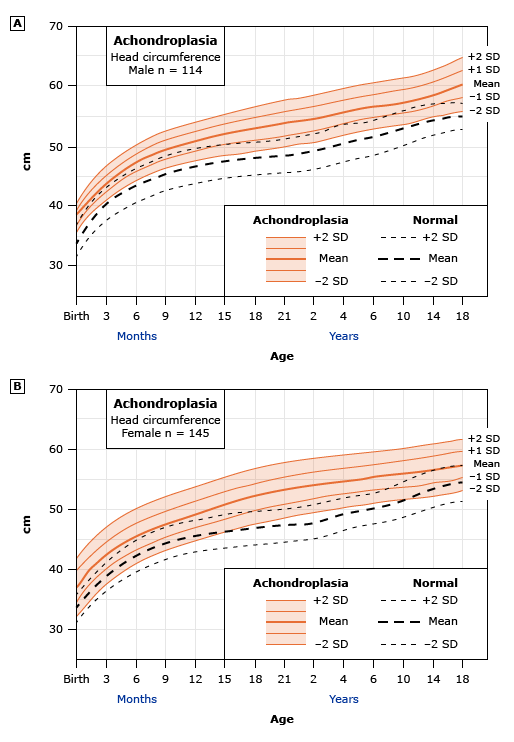 A
Achondroplasia
Head circumference
Male n = 114
70
60
50
40
30
cm
+2 SD
+1 SD
Mean
−1 SD
−2 SD
Achondroplasia Normal
+2 SD +2 SD
Mean Mean
−2 SD −2 SD
Birth 3 6 9 12 15 18 21 2 4 6 10 14 18
Months Years
Age
B
Achondroplasia
Head circumference
Female n = 145
70
60
50
40
30
cm
+2 SD
+1 SD
Mean
−1 SD
−2 SD
Achondroplasia Normal
+2 SD +2 SD
Mean Mean
−2 SD −2 SD
Birth 3 6 9 12 15 18 21 2 4 6 10 14 18
Months Years
Age